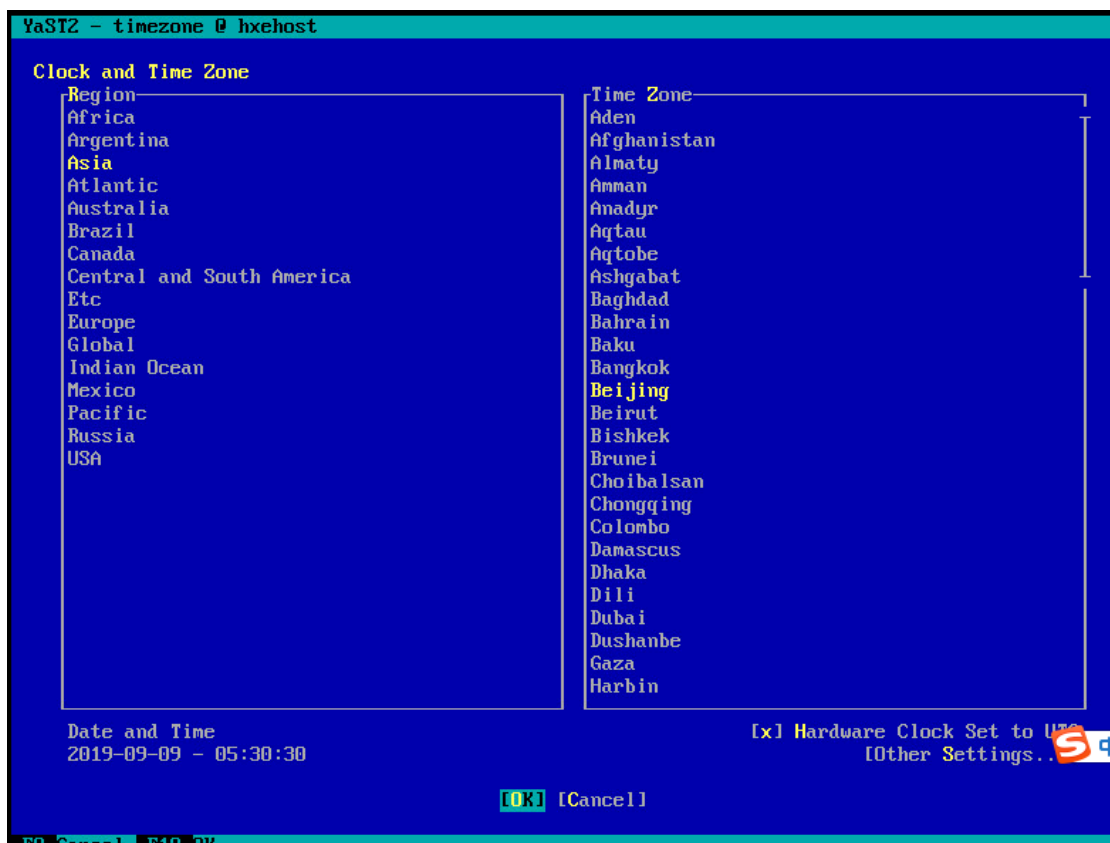 YaST2 - timezone @ hxehost
Clock and Time Zone
Region
Africa
Argentina
Asia
Atlantic
Australia
Brazil
Canada
Central and South America
Etc
Europe
Global
Indian Ocean
Mexico
Pacific
Russia
USA
Time Zone
Aden
Afghanistan
Almaty
Amman
Anadyr
Aqtau
Aqtobe
Ashgabat
Baghdad
Bahrain
Baku
Bangkok
Beijing
Beirut
Bishkek
Brunei
Choibalsan
Chongqing
Colombo
Damascus
Dhaka
Dili
Dubai
Dushanbe
Gaza
Harbin
Date and Time
2019-09-09 - 05:30:30
[x] Hardware Clock Set to UTC
[Other Settings..
[OK] [Cancel]